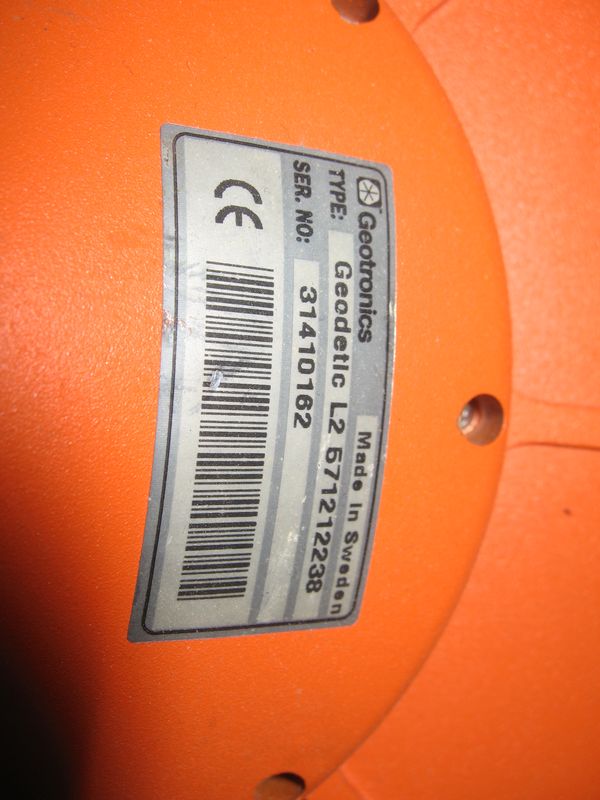 Geotronics Made in Sweden
TYPE: Geodetic L2 571212238
SER. NO: 31410162
CE